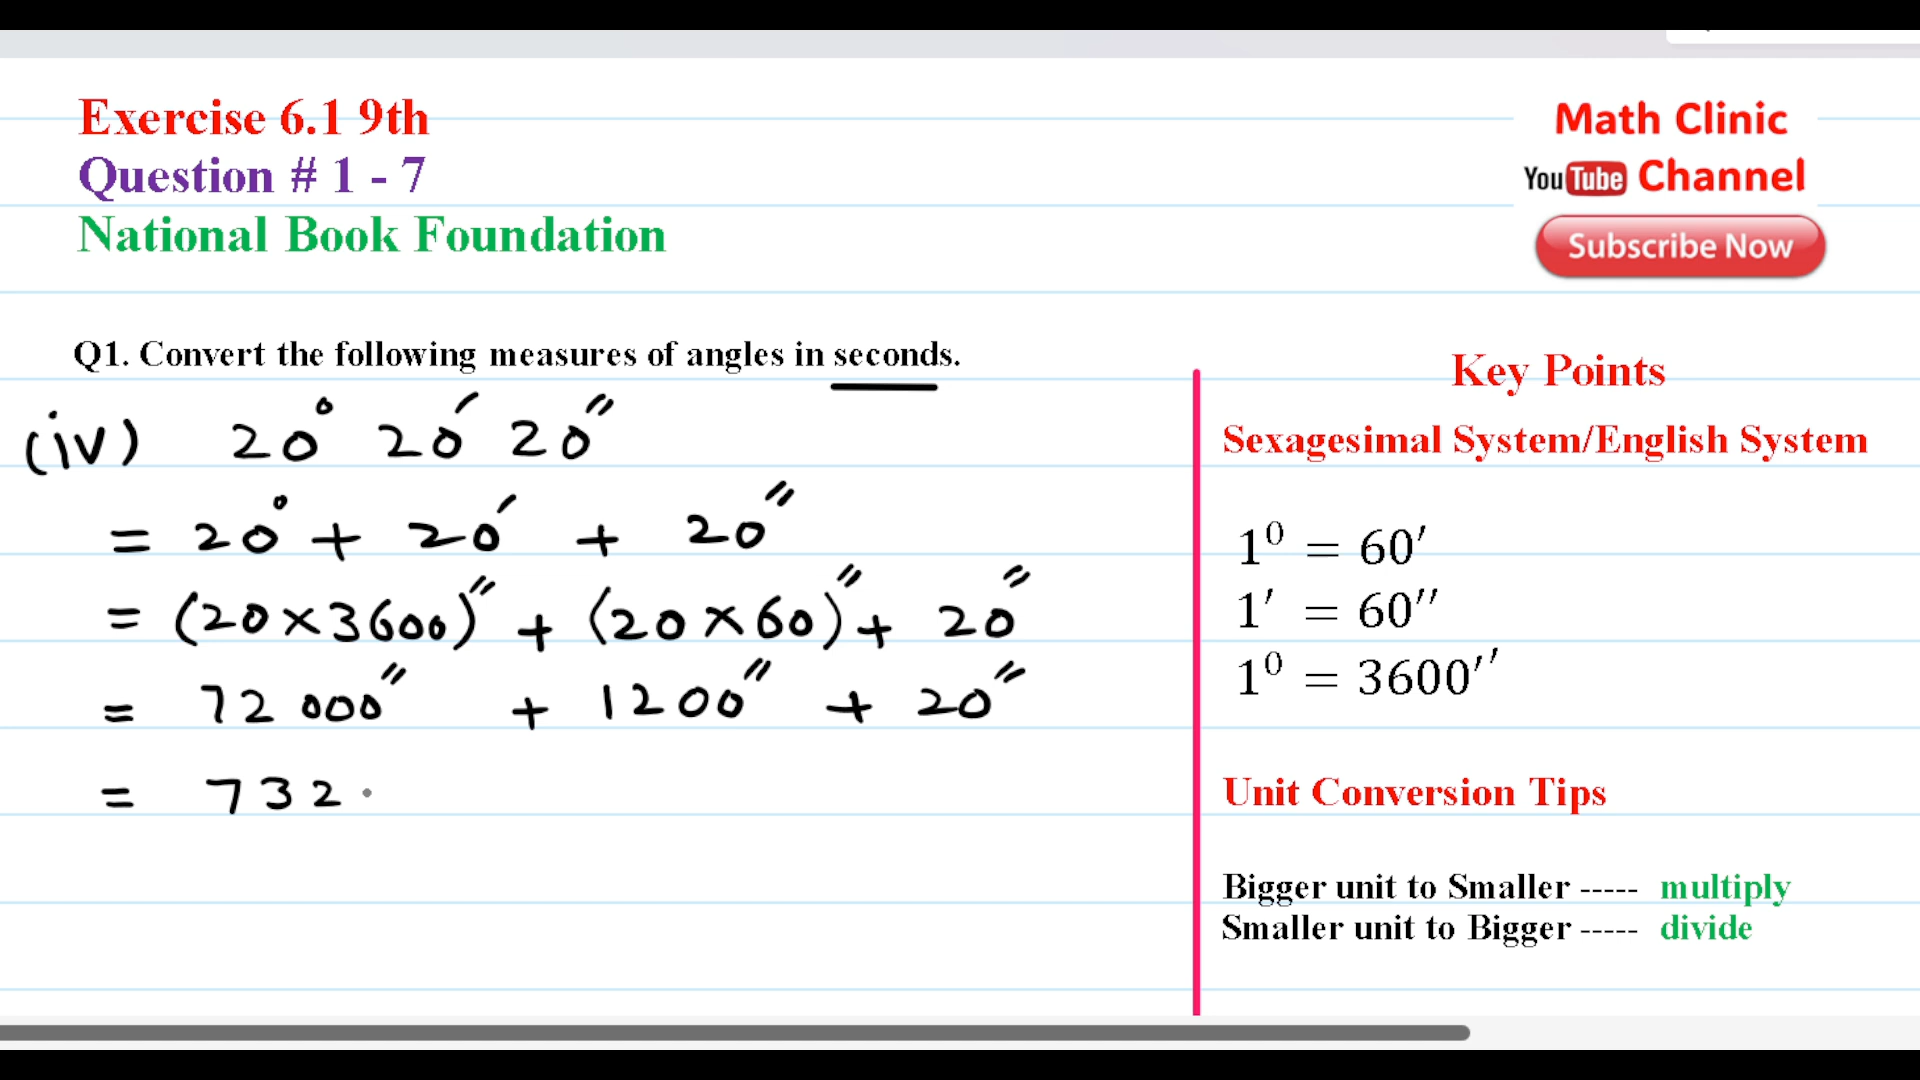 Exercise 6.1 9th
Question # 1 - 7
National Book Foundation
Math Clinic
YouTube Channel
Subscribe Now
Q1. Convert the following measures of angles in seconds.
(iv) 20° 20′ 20″
= 20° + 20′ + 20″
= (20×3600)″ + (20×60)″ + 20″
= 72000″ + 1200″ + 20″
= 732
Key Points
Sexagesimal System/English System
1⁰ = 60′
1′ = 60′′
1⁰ = 3600′′
Unit Conversion Tips
Bigger unit to Smaller ----- multiply
Smaller unit to Bigger ----- divide